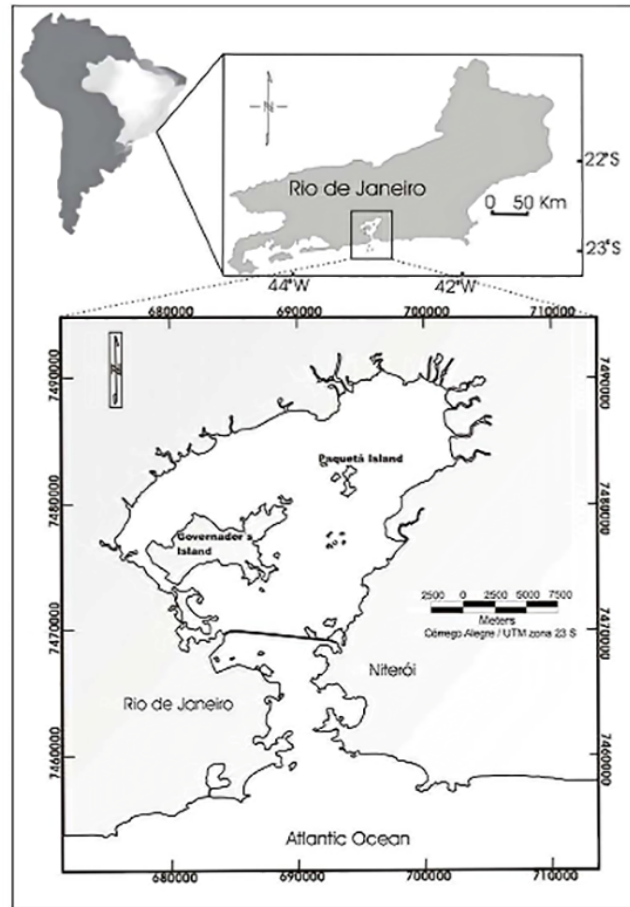 N
Rio de Janeiro
0 50 Km
22°S
23°S
44°W
42°W
680000 690000 700000 710000
7490000
7490000
Paquetá Island
7480000
7480000
Governador's
Island
2500 0 2500 5000 7500
Meters
Córrego Alegre / UTM zona 23 S
7470000
7470000
Niterói
Rio de Janeiro
7460000
7460000
Atlantic Ocean
680000 690000 700000 710000